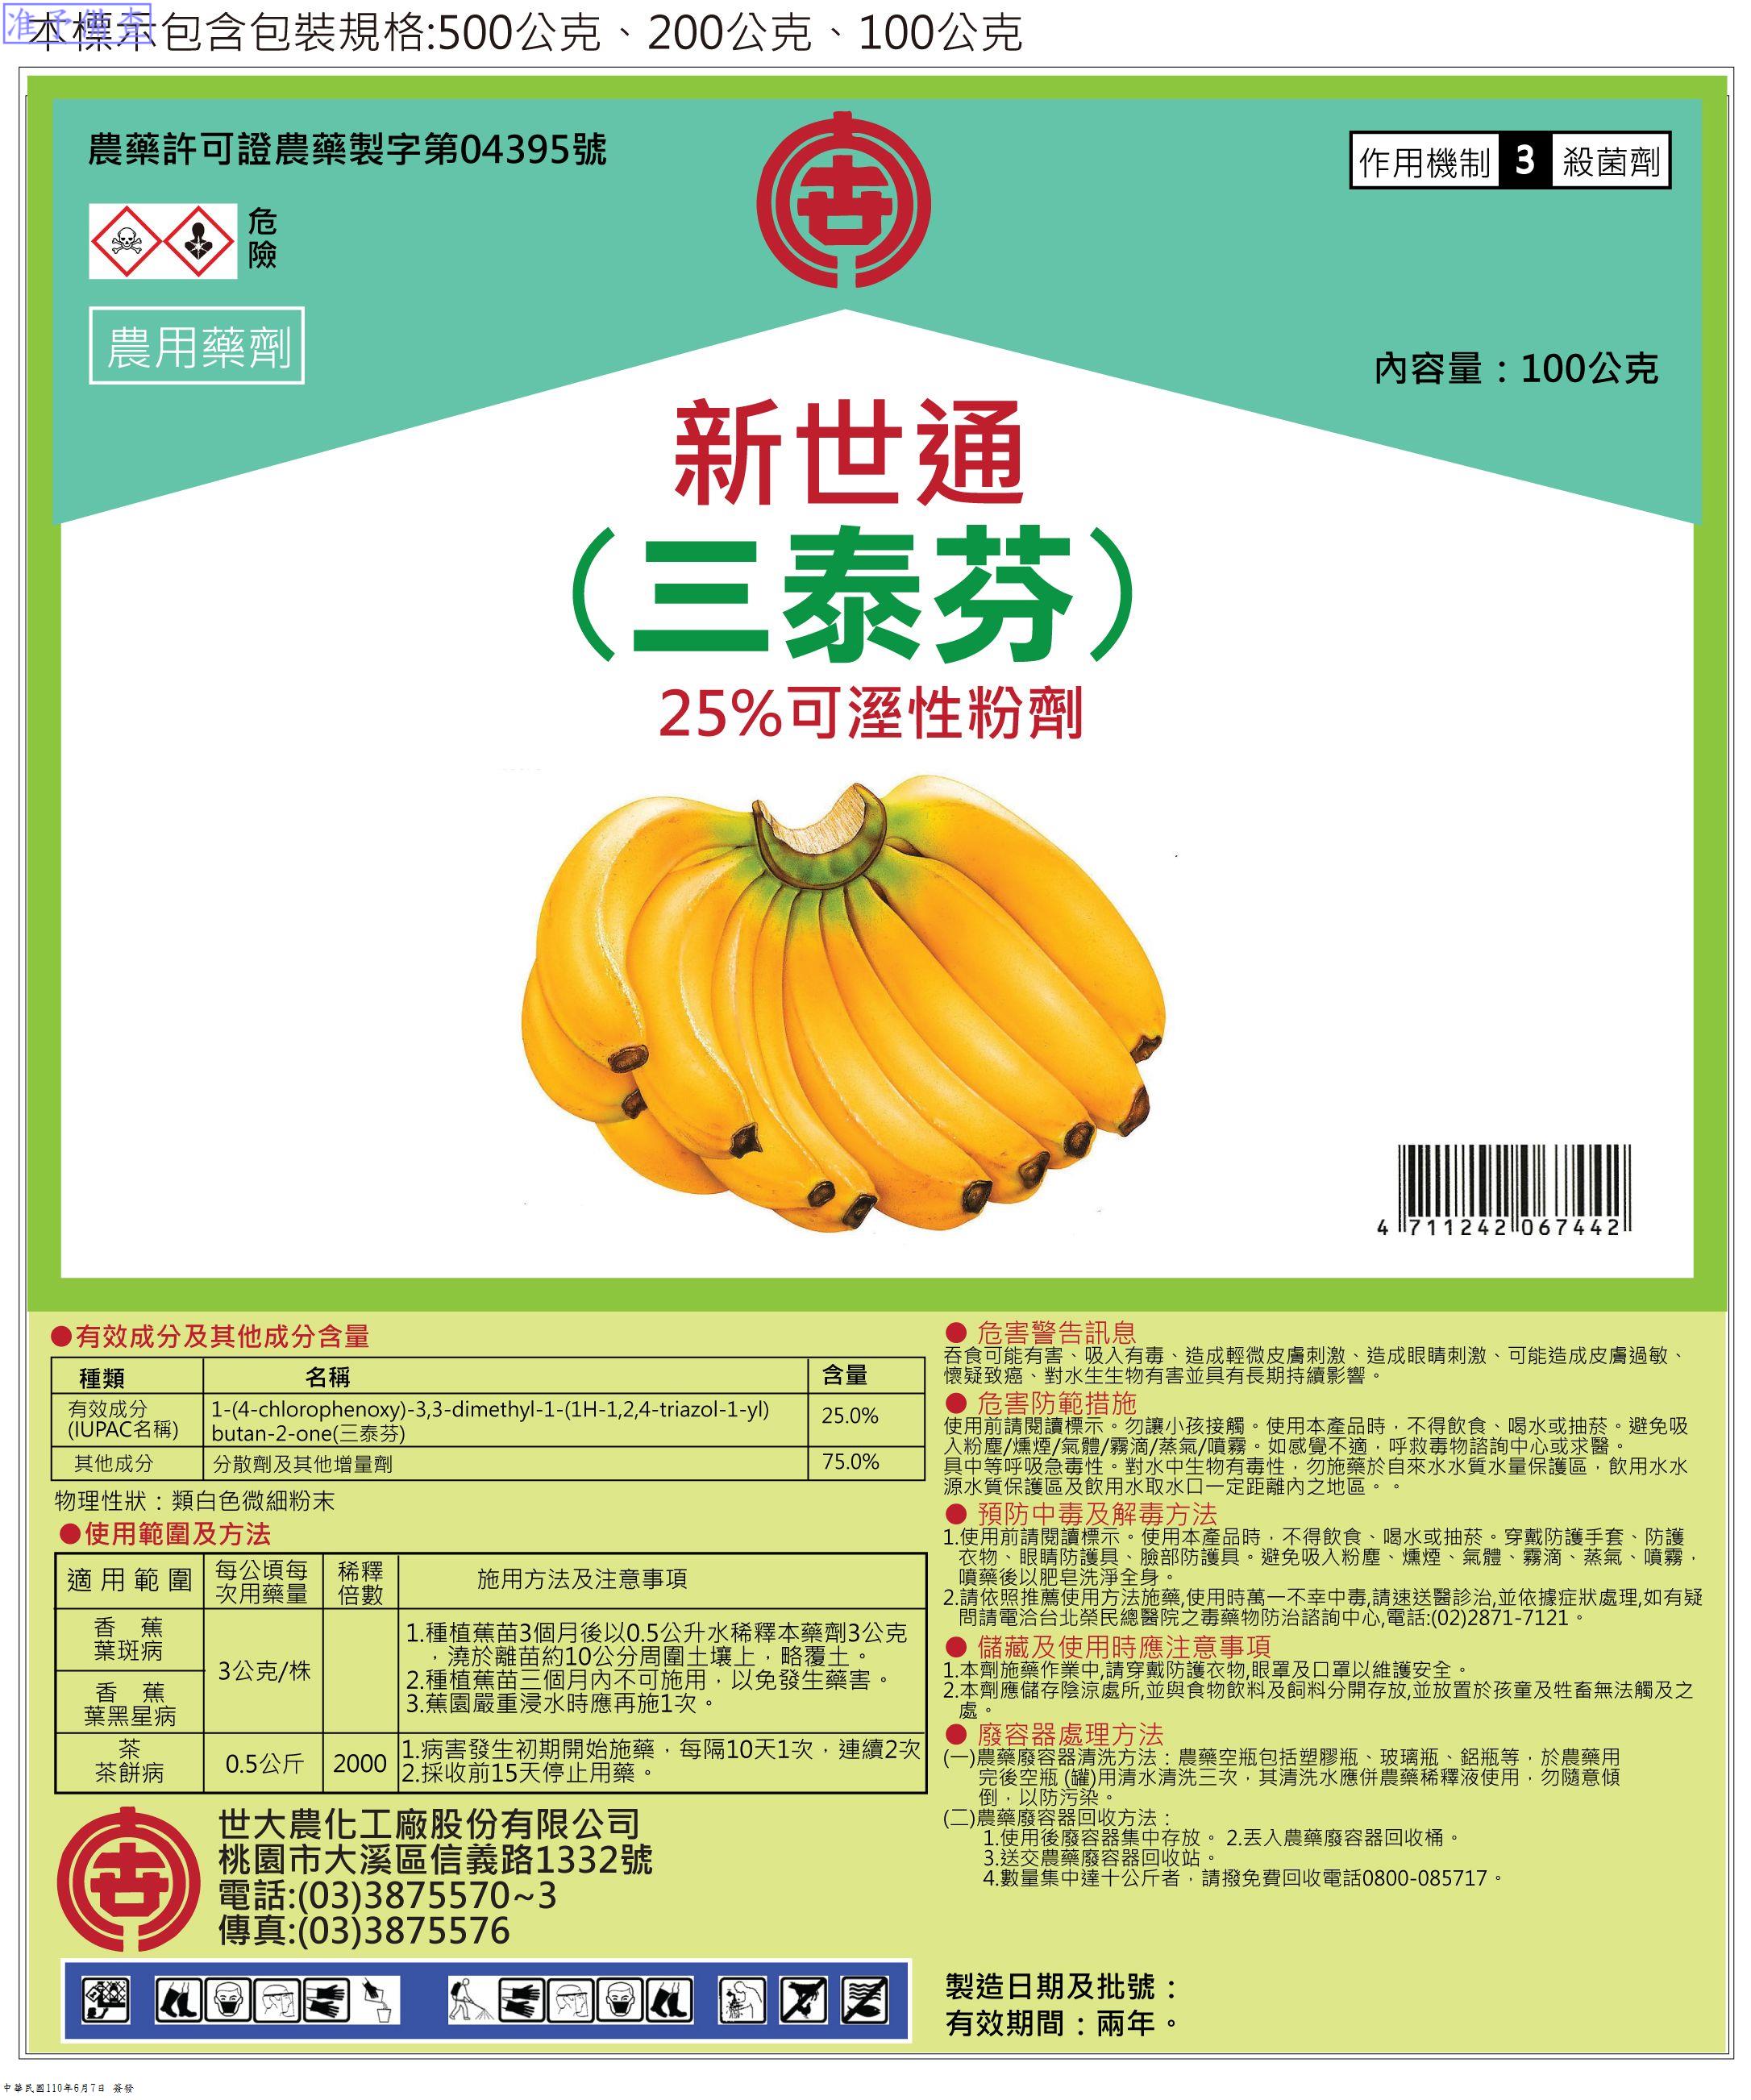 准予備查
本標示包含包裝規格:500公克、200公克、100公克
農藥許可證農藥製字第04395號
作用機制 3 殺菌劑
危險
農用藥劑
內容量：100公克
新世通
（三泰芬）
25%可溼性粉劑
4 711242 067442
●有效成分及其他成分含量
種類 名稱 含量
有效成分
(IUPAC名稱)
1-(4-chlorophenoxy)-3,3-dimethyl-1-(1H-1,2,4-triazol-1-yl)
butan-2-one(三泰芬)
25.0%
其他成分 分散劑及其他增量劑 75.0%
物理性狀：類白色微細粉末
●使用範圍及方法
適用範圍 每公頃每次用藥量 稀釋倍數 施用方法及注意事項
香 蕉
葉斑病
香 蕉
葉黑星病
3公克/株
1.種植蕉苗3個月後以0.5公升水稀釋本藥劑3公克
，澆於離苗約10公分周圍土壤上，略覆土。
2.種植蕉苗三個月內不可施用，以免發生藥害。
3.蕉園嚴重浸水時應再施1次。
茶
茶餅病
0.5公斤 2000
1.病害發生初期開始施藥，每隔10天1次，連續2次
2.採收前15天停止用藥。
世大農化工廠股份有限公司
桃園市大溪區信義路1332號
電話:(03)3875570~3
傳真:(03)3875576
● 危害警告訊息
吞食可能有害、吸入有毒、造成輕微皮膚刺激、造成眼睛刺激、可能造成皮膚過敏、
懷疑致癌、對水生生物有害並具有長期持續影響。
● 危害防範措施
使用前請閱讀標示。勿讓小孩接觸。使用本產品時，不得飲食、喝水或抽菸。避免吸
入粉塵/燻煙/氣體/霧滴/蒸氣/噴霧。如感覺不適，呼救毒物諮詢中心或求醫。
具中等呼吸急毒性。對水中生物有毒性，勿施藥於自來水水質水量保護區，飲用水水
源水質保護區及飲用水取水口一定距離內之地區。。
● 預防中毒及解毒方法
1.使用前請閱讀標示。使用本產品時，不得飲食、喝水或抽菸。穿戴防護手套、防護
衣物、眼睛防護具、臉部防護具。避免吸入粉塵、燻煙、氣體、霧滴、蒸氣、噴霧，
噴藥後以肥皂洗淨全身。
2.請依照推薦使用方法施藥,使用時萬一不幸中毒,請速送醫診治,並依據症狀處理,如有疑
問請電洽台北榮民總醫院之毒藥物防治諮詢中心,電話:(02)2871-7121。
● 儲藏及使用時應注意事項
1.本劑施藥作業中,請穿戴防護衣物,眼罩及口罩以維護安全。
2.本劑應儲存陰涼處所,並與食物飲料及飼料分開存放,並放置於孩童及牲畜無法觸及之
處。
● 廢容器處理方法
(一)農藥廢容器清洗方法：農藥空瓶包括塑膠瓶、玻璃瓶、鋁瓶等，於農藥用
完後空瓶 (罐)用清水清洗三次，其清洗水應併農藥稀釋液使用，勿隨意傾
倒，以防污染。
(二)農藥廢容器回收方法：
1.使用後廢容器集中存放。 2.丟入農藥廢容器回收桶。
3.送交農藥廢容器回收站。
4.數量集中達十公斤者，請撥免費回收電話0800-085717。
製造日期及批號：
有效期間：兩年。
中華民國110年6月7日 簽發